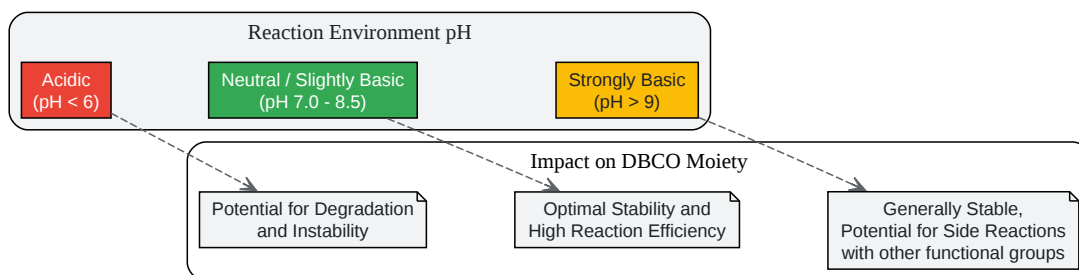 Reaction Environment pH
Acidic
(pH < 6)
Neutral / Slightly Basic
(pH 7.0 - 8.5)
Strongly Basic
(pH > 9)
Impact on DBCO Moiety
Potential for Degradation
and Instability
Optimal Stability and
High Reaction Efficiency
Generally Stable,
Potential for Side Reactions
with other functional groups